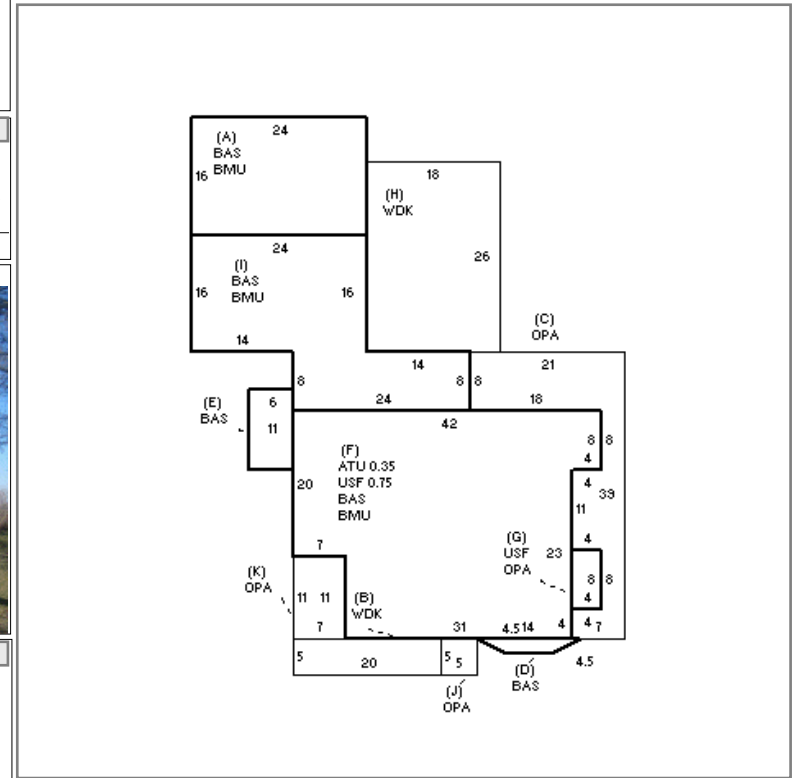 24
(A)
BAS
BMU
16
18
(H)
WDK
24
(I)
BAS
BMU
26
16
16
(C)
OPA
14
14
21
8
8
8
(E)
BAS
6
24
18
42
11
8
8
(F)
ATU 0.35
USF 0.75
BAS
BMU
4
4
20
39
11
7
4
(G)
USF
OPA
23
(K)
OPA
8
8
11
11
(B)
WDK
4
7
31
4.5
14
4
4
7
5
20
5
5
4.5
(D)
BAS
(J)
OPA